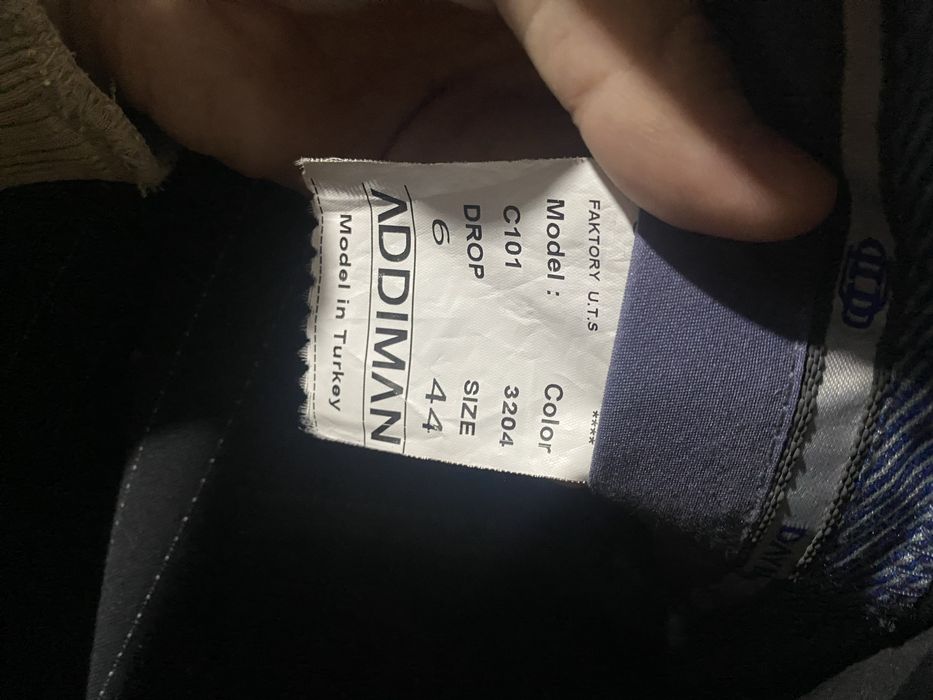 FAKTORY U.T.S ****
Model : Color
C101 3204
DROP SIZE
6 44
ADDIMAN
Model in Turkey